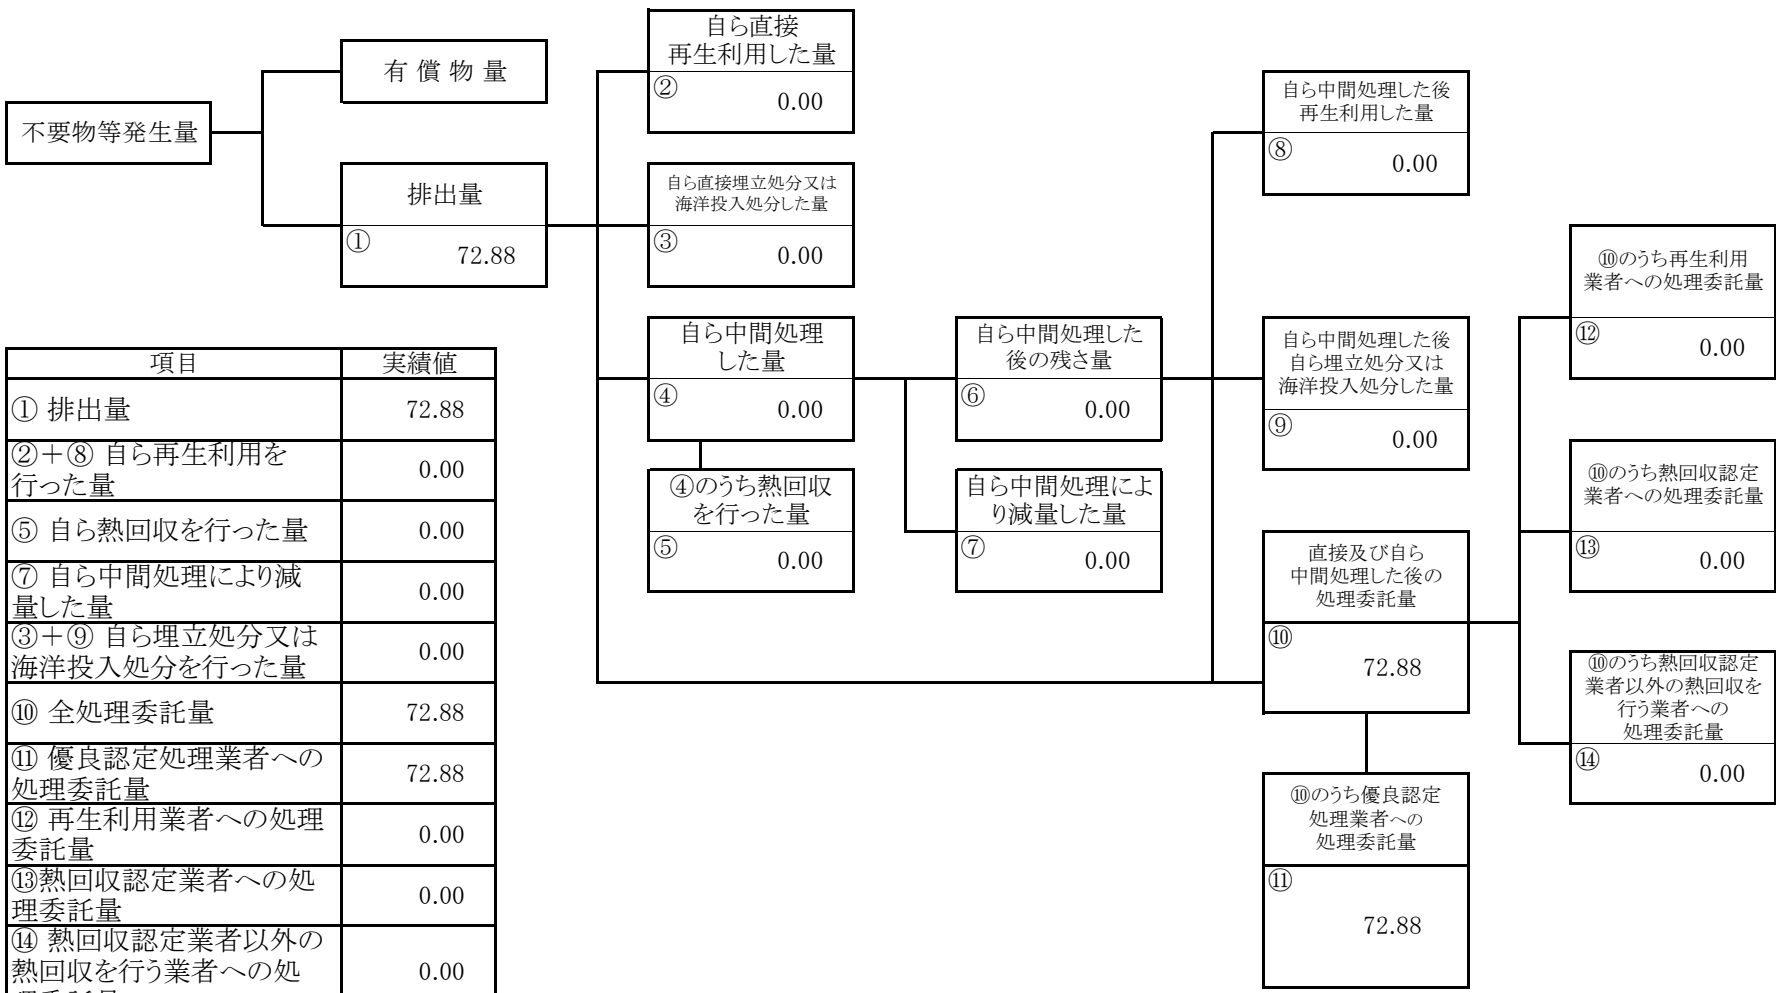 不要物等発生量
有 償 物 量
排出量
①
72.88
自ら直接
再生利用した量
②
0.00
自ら直接埋立処分又は
海洋投入処分した量
③
0.00
自ら中間処理
した量
④
0.00
④のうち熱回収
を行った量
⑤
0.00
自ら中間処理した
後の残さ量
⑥
0.00
自ら中間処理によ
り減量した量
⑦
0.00
自ら中間処理した後
再生利用した量
⑧
0.00
自ら中間処理した後
自ら埋立処分又は
海洋投入処分した量
⑨
0.00
直接及び自ら
中間処理した後の
処理委託量
⑩
72.88
⑩のうち優良認定
処理業者への
処理委託量
⑪
72.88
⑩のうち再生利用
業者への処理委託量
⑫
0.00
⑩のうち熱回収認定
業者への処理委託量
⑬
0.00
⑩のうち熱回収認定
業者以外の熱回収を
行う業者への
処理委託量
⑭
0.00
項目 実績値
① 排出量 72.88
②＋⑧ 自ら再生利用を
行った量 0.00
⑤ 自ら熱回収を行った量 0.00
⑦ 自ら中間処理により減
量した量 0.00
③＋⑨ 自ら埋立処分又は
海洋投入処分を行った量 0.00
⑩ 全処理委託量 72.88
⑪ 優良認定処理業者への
処理委託量 72.88
⑫ 再生利用業者への処理
委託量 0.00
⑬熱回収認定業者への処
理委託量 0.00
⑭ 熱回収認定業者以外の
熱回収を行う業者への処 0.00